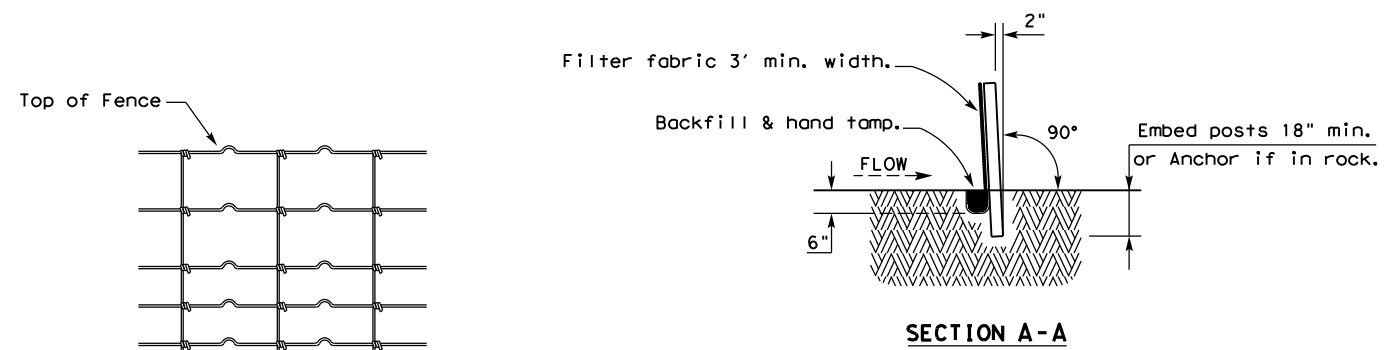 2"
Filter fabric 3' min. width.
Top of Fence
Backfill & hand tamp.
90°
Embed posts 18" min.
or Anchor if in rock.
FLOW
6"
SECTION A-A